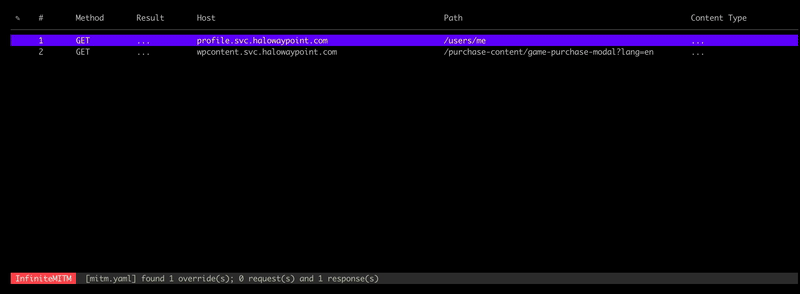 ✎ # Method Result Host Path Content Type
1 GET ... profile.svc.halowaypoint.com /users/me ...
2 GET ... wpcontent.svc.halowaypoint.com /purchase-content/game-purchase-modal?lang=en ...
InfiniteMITM [mitm.yaml] found 1 override(s); 0 request(s) and 1 response(s)